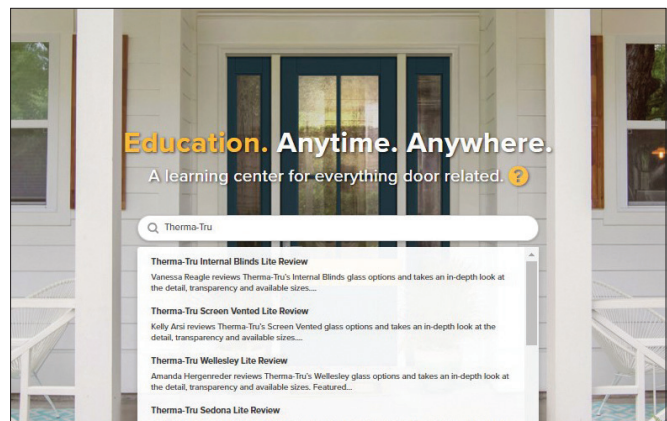 Education. Anytime. Anywhere.
A learning center for everything door related. ?
Therma-Tru
Therma-Tru Internal Blinds Lite Review
Vanessa Reagle reviews Therma-Tru's Internal Blinds glass options and takes an in-depth look at
the detail, transparency and available sizes....
Therma-Tru Screen Vented Lite Review
Kelly Arsi reviews Therma-Tru's Screen Vented glass options and takes an in-depth look at the
detail, transparency and available sizes....
Therma-Tru Wellesley Lite Review
Amanda Hergenreder reviews Therma-Tru's Wellesley glass options and takes an in-depth look at
the detail, transparency and available sizes. Featured...
Therma-Tru Sedona Lite Review